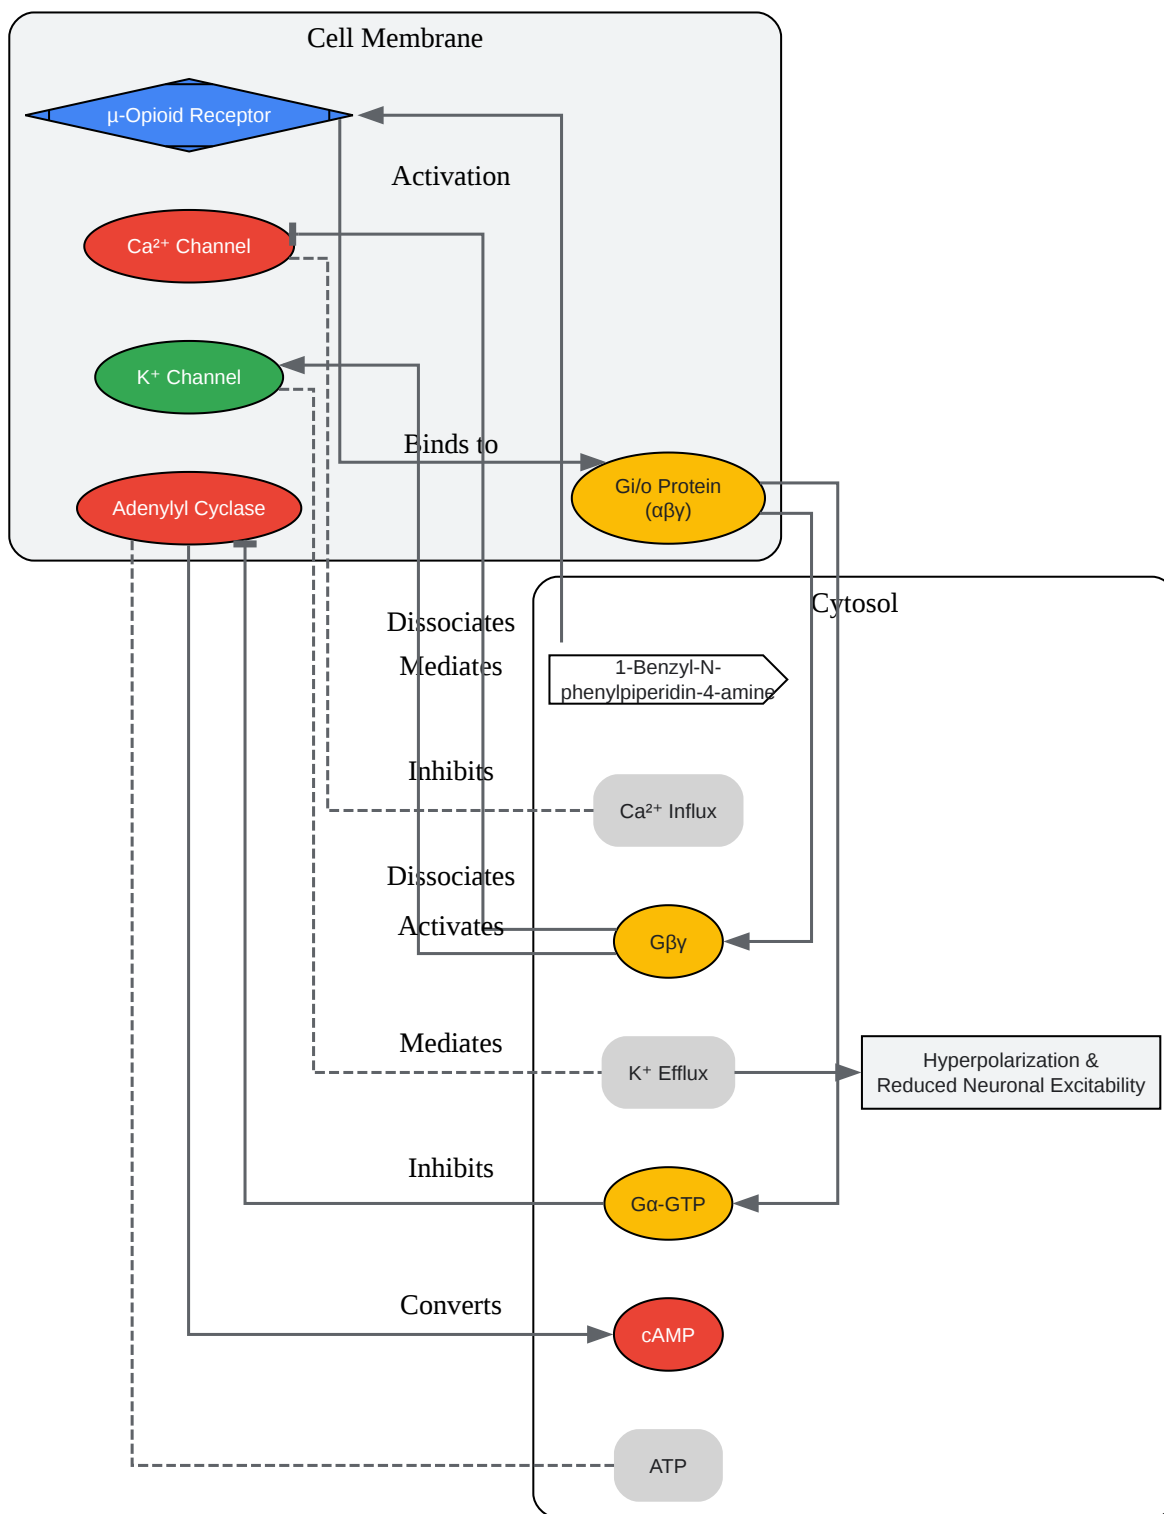 Cell Membrane
µ-Opioid Receptor
Activation
Ca²⁺ Channel
K⁺ Channel
Binds to
Adenylyl Cyclase
Gi/o Protein
(αβγ)
Cytosol
Dissociates
Mediates
1-Benzyl-N-
phenylpiperidin-4-amine
Inhibits
Ca²⁺ Influx
Dissociates
Activates
Gβγ
Mediates
K⁺ Efflux
Hyperpolarization &
Reduced Neuronal Excitability
Inhibits
Gα-GTP
Converts
cAMP
ATP